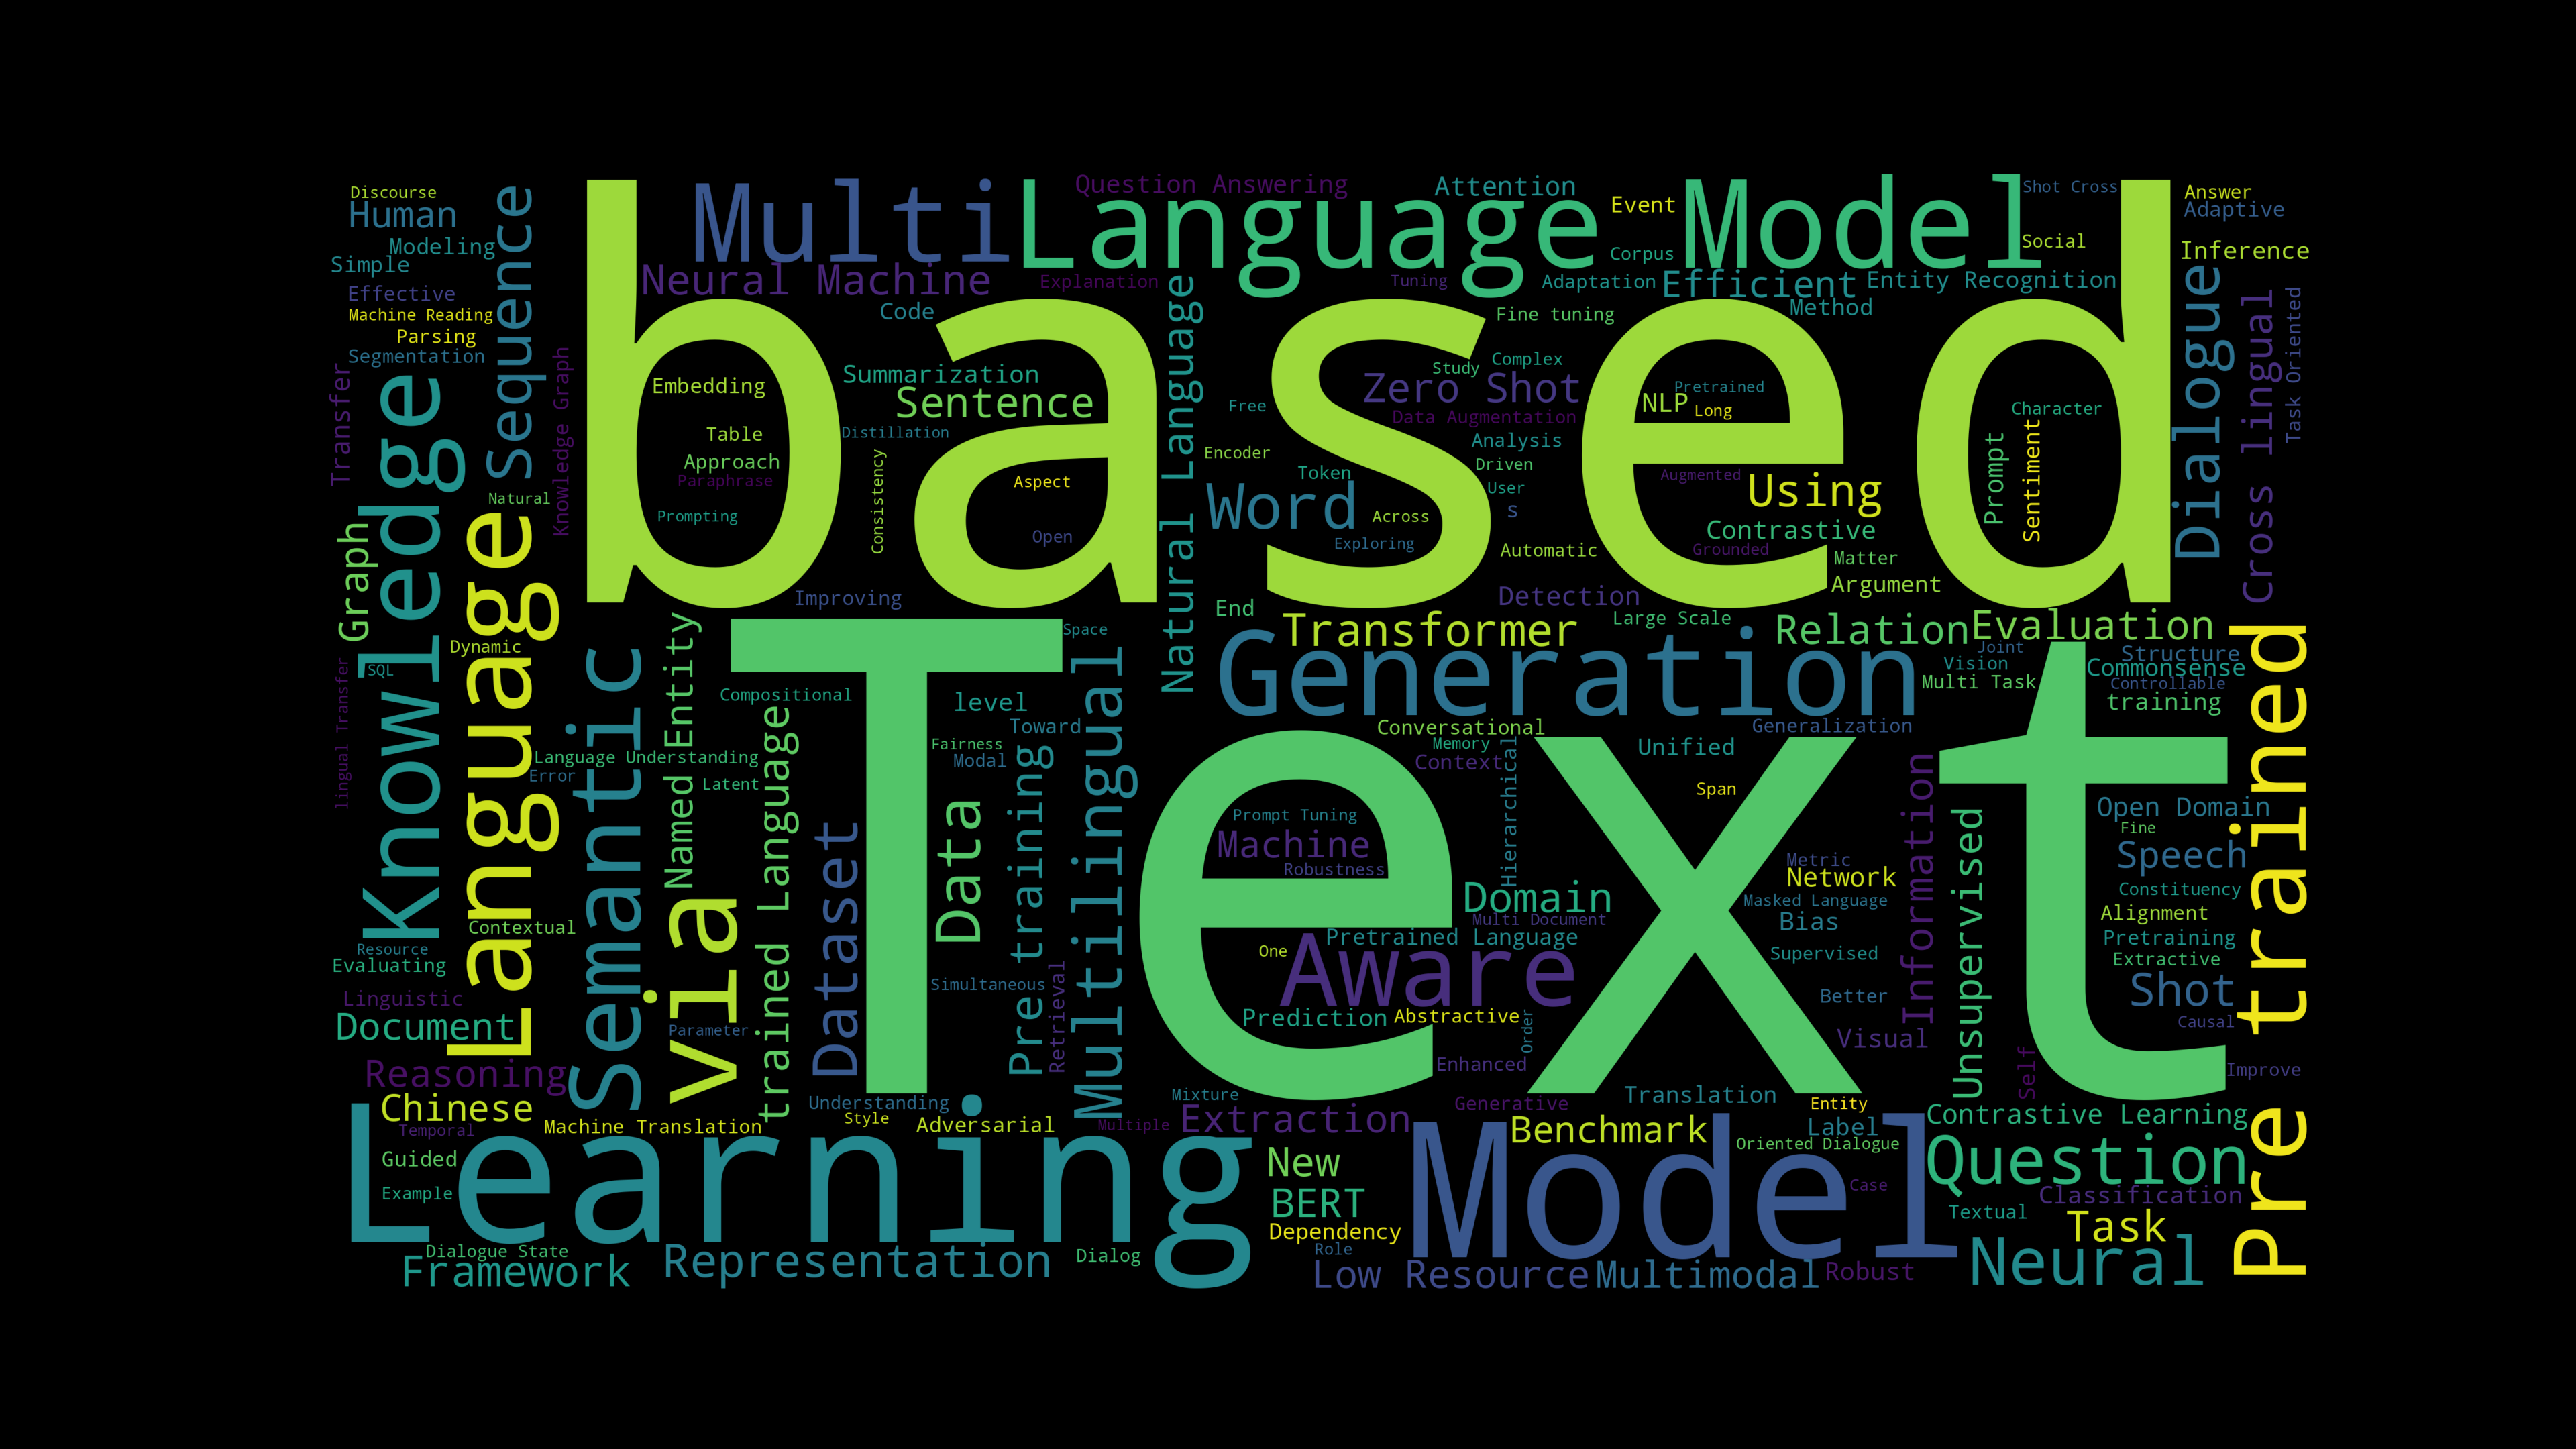 Discourse
Human
Modeling
Simple
Effective
Machine Reading
Parsing
Segmentation
Transfer
Knowledge
Sequence
Knowledge Graph
Natural
Graph
Language
Dynamic
SQL
lingual Transfer
Multi
Language Model
Question Answering
Attention
Event
Corpus
Shot Cross
Social
Answer
Adaptive
Inference
Neural Machine
Explanation
Tuning
Adaptation
Efficient
Entity Recognition
Code
Method
Fine tuning
based
Embedding
Table
Approach
Paraphrase
Prompting
Summarization
Sentence
Distillation
Consistency
Aspect
Open
Improving
Natural Language
Free
Encoder
Token
Word
Across
Exploring
Complex
Study
Zero Shot
Data Augmentation
Analysis
Driven
User
s
Automatic
Pretrained
NLP
Long
Augmented
Using
Contrastive
Grounded
Matter
Argument
Character
Prompt
Sentiment
Dialogue
Cross lingual
Task Oriented
Detection
End
Large Scale
Transformer
Relation
Evaluation
Generation
Joint
Vision
Multi Task
Structure
Commonsense
Controllable
training
Pre trained
Semantic
Named Entity
Compositional
Space
level
Toward
Language Understanding
Error
Latent
Fairness
Modal
Text
via
trained Language
Dataset
Data
Pre training
Multilingual
Simultaneous
Retrieval
Parameter
Contextual
Resource
Evaluating
Linguistic
Document
Reasoning
Chinese
Temporal
Conversational
Memory
Context
Hierarchical
Unified
Generalization
Span
Prompt Tuning
Machine
Robustness
Domain
Multi Document
Pretrained Language
One
Aware
Prediction
Abstractive
Order
Enhanced
Metric
Network
Masked Language
Bias
Supervised
Better
Visual
Information
Unsupervised
Self
Open Domain
Fine
Speech
Constituency
Alignment
Pretraining
Extractive
Shot
Causal
Improve
Understanding
Style
Machine Translation
Adversarial
Multiple
Mixture
Extraction
Generative
Translation
Entity
Label
Benchmark
Oriented Dialogue
Contrastive Learning
Learning
Guided
Example
New
BERT
Dependency
Role
Model
Case
Question
Classification
Textual
Task
Neural
Dialogue State
Framework
Representation
Dialog
Low Resource
Multimodal
Robust